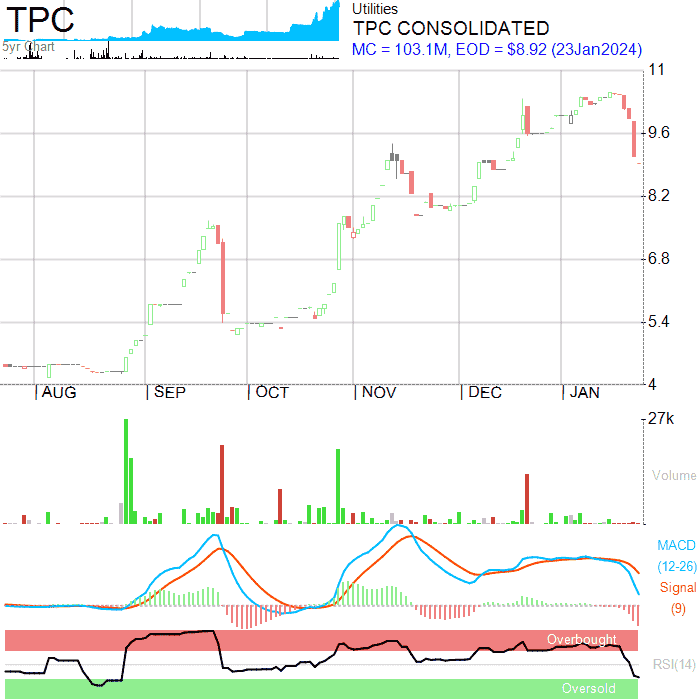 TPC
5yr Chart
Utilities
TPC CONSOLIDATED
MC = 103.1M, EOD = $8.92 (23Jan2024)
11
9.6
8.2
6.8
5.4
4
AUG
SEP
OCT
NOV
DEC
JAN
27k
Volume
MACD
(12-26)
Signal
(9)
Overbought
RSI(14)
Oversold